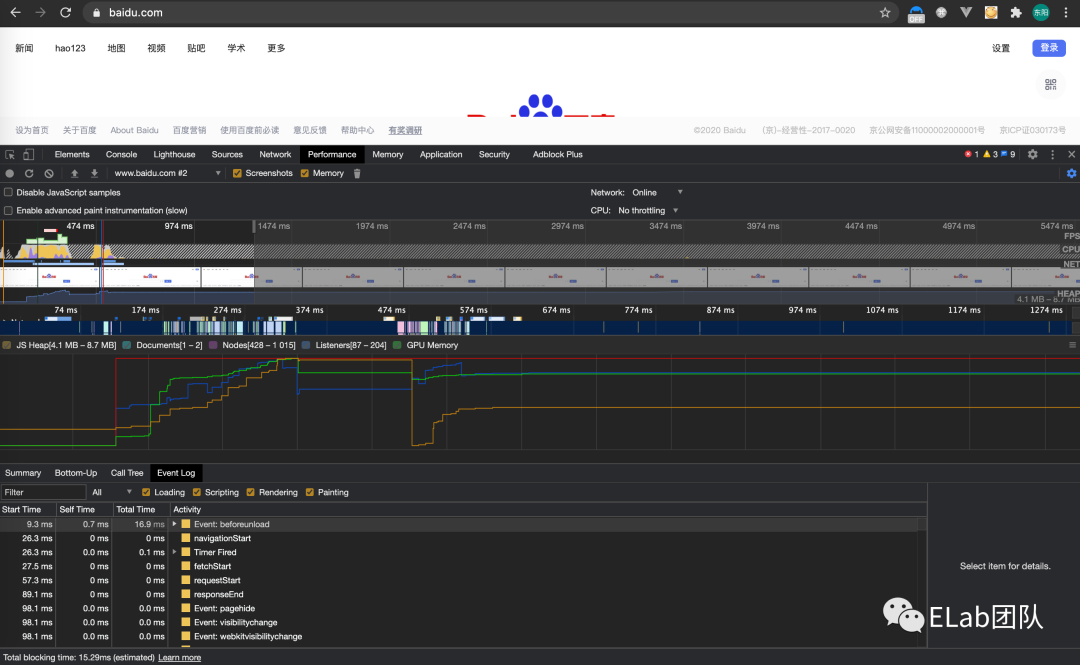 baidu.com
OFF
东阳
新闻 hao123 地图 视频 贴吧 学术 更多 设置 登录
设为首页 关于百度 About Baidu 百度营销 使用百度前必读 意见反馈 帮助中心 有奖调研 ©2020 Baidu (京)-经营性-2017-0020 京公网安备11000002000001号 京ICP证030173号
Elements Console Lighthouse Sources Network Performance Memory Application Security Adblock Plus 1 3 9
www.baidu.com #2 Screenshots Memory
Disable JavaScript samples Network: Online
Enable advanced paint instrumentation (slow) CPU: No throttling
474 ms 974 ms 1474 ms 1974 ms 2474 ms 2974 ms 3474 ms 3974 ms 4474 ms 4974 ms 5474 ms
FPS
CPU
NET
HEAP
4.1 MB – 8.7 MB
74 ms 174 ms 274 ms 374 ms 474 ms 574 ms 674 ms 774 ms 874 ms 974 ms 1074 ms 1174 ms 1274 ms
JS Heap[4.1 MB – 8.7 MB] Documents[1 – 2] Nodes[428 – 1 015] Listeners[87 – 204] GPU Memory
Summary Bottom-Up Call Tree Event Log
Filter All Loading Scripting Rendering Painting
Start Time Self Time Total Time Activity
9.3 ms 0.7 ms 16.9 ms Event: beforeunload
26.3 ms 0 ms 0 ms navigationStart
26.3 ms 0.0 ms 0.1 ms Timer Fired
27.5 ms 0 ms 0 ms fetchStart
57.3 ms 0 ms 0 ms requestStart
89.1 ms 0 ms 0 ms responseEnd
98.1 ms 0.0 ms 0.0 ms Event: pagehide
98.1 ms 0.0 ms 0.0 ms Event: visibilitychange
98.1 ms 0.0 ms 0.0 ms Event: webkitvisibilitychange
Select item for details.
ELab团队
Total blocking time: 15.29ms (estimated) Learn more